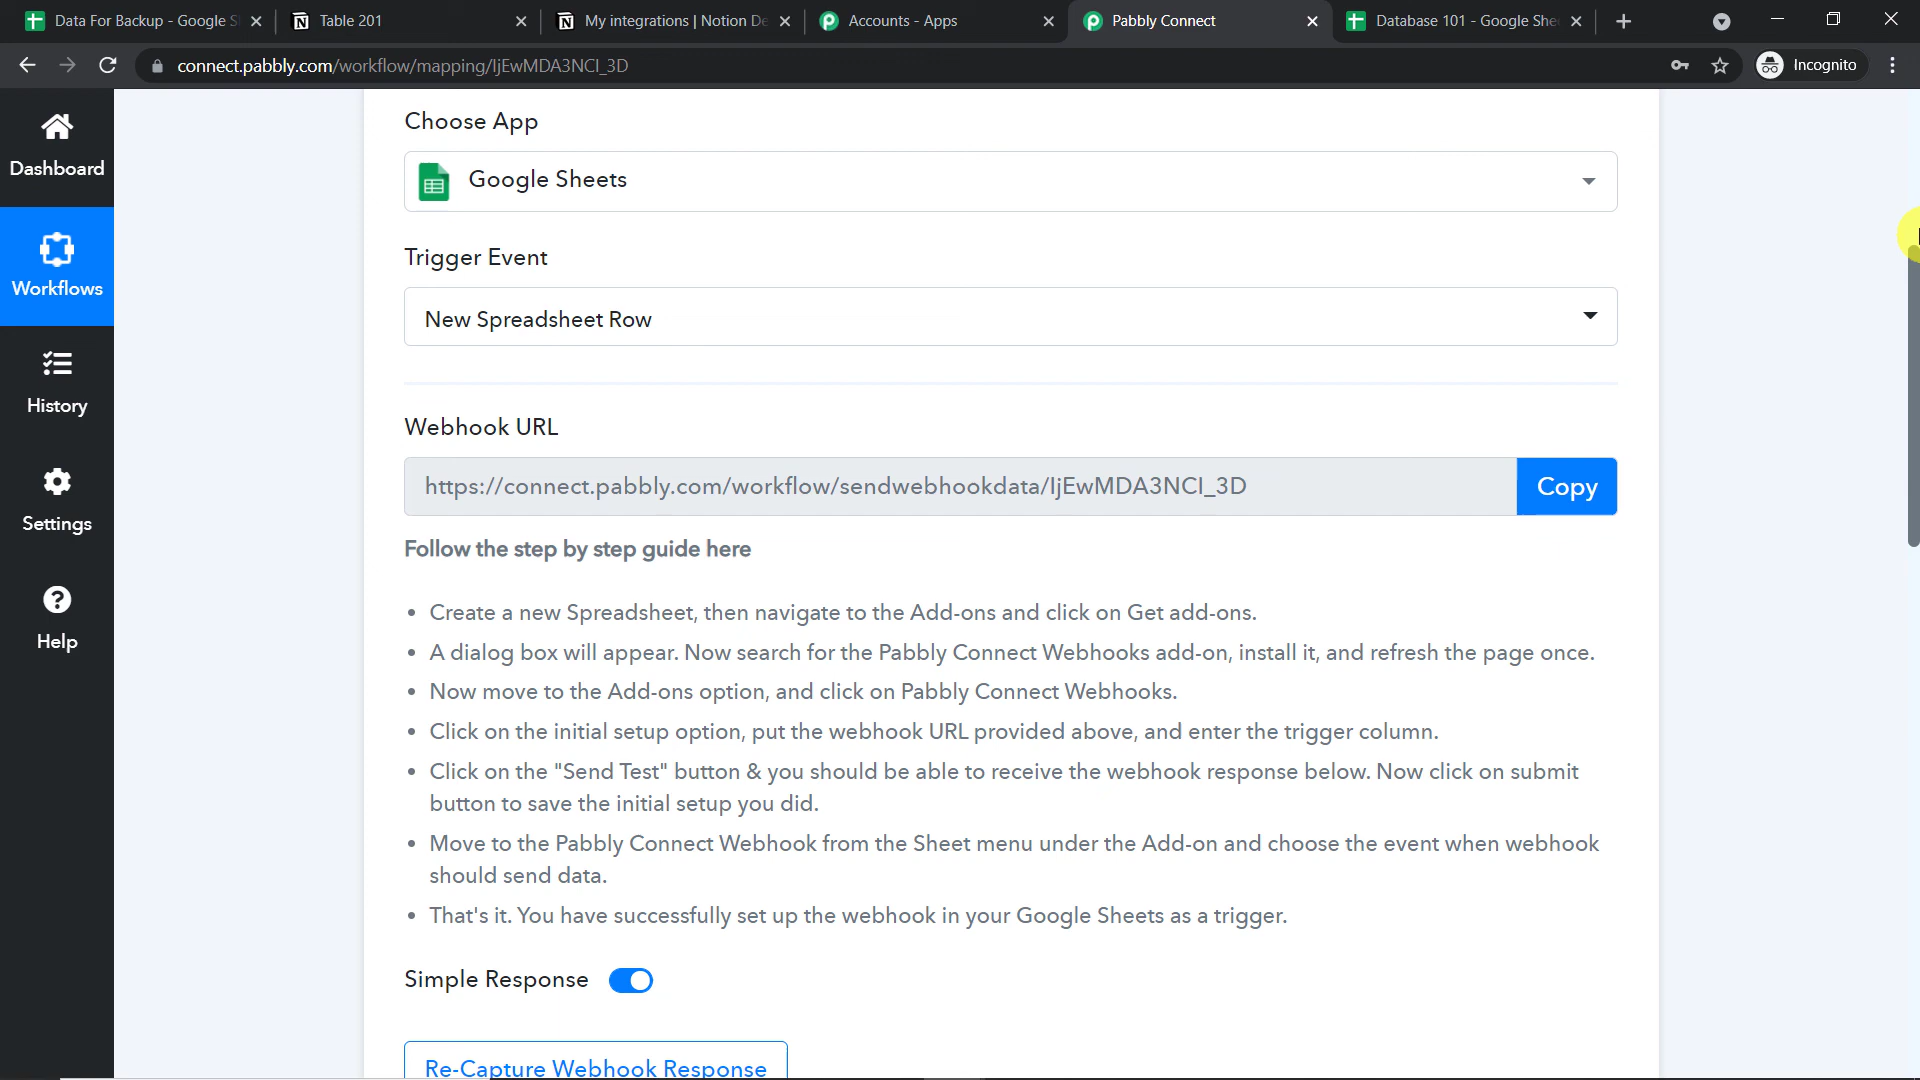 Data For Backup - Google S
Table 201
My integrations | Notion De
Accounts - Apps
Pabbly Connect
Database 101 - Google She
connect.pabbly.com/workflow/mapping/IjEwMDA3NCI_3D
Incognito
Dashboard
Workflows
History
Settings
Help
Choose App
Google Sheets
Trigger Event
New Spreadsheet Row
Webhook URL
https://connect.pabbly.com/workflow/sendwebhookdata/IjEwMDA3NCI_3D
Copy
Follow the step by step guide here
• Create a new Spreadsheet, then navigate to the Add-ons and click on Get add-ons.
• A dialog box will appear. Now search for the Pabbly Connect Webhooks add-on, install it, and refresh the page once.
• Now move to the Add-ons option, and click on Pabbly Connect Webhooks.
• Click on the initial setup option, put the webhook URL provided above, and enter the trigger column.
• Click on the "Send Test" button & you should be able to receive the webhook response below. Now click on submit
button to save the initial setup you did.
• Move to the Pabbly Connect Webhook from the Sheet menu under the Add-on and choose the event when webhook
should send data.
• That's it. You have successfully set up the webhook in your Google Sheets as a trigger.
Simple Response
Re-Capture Webhook Response